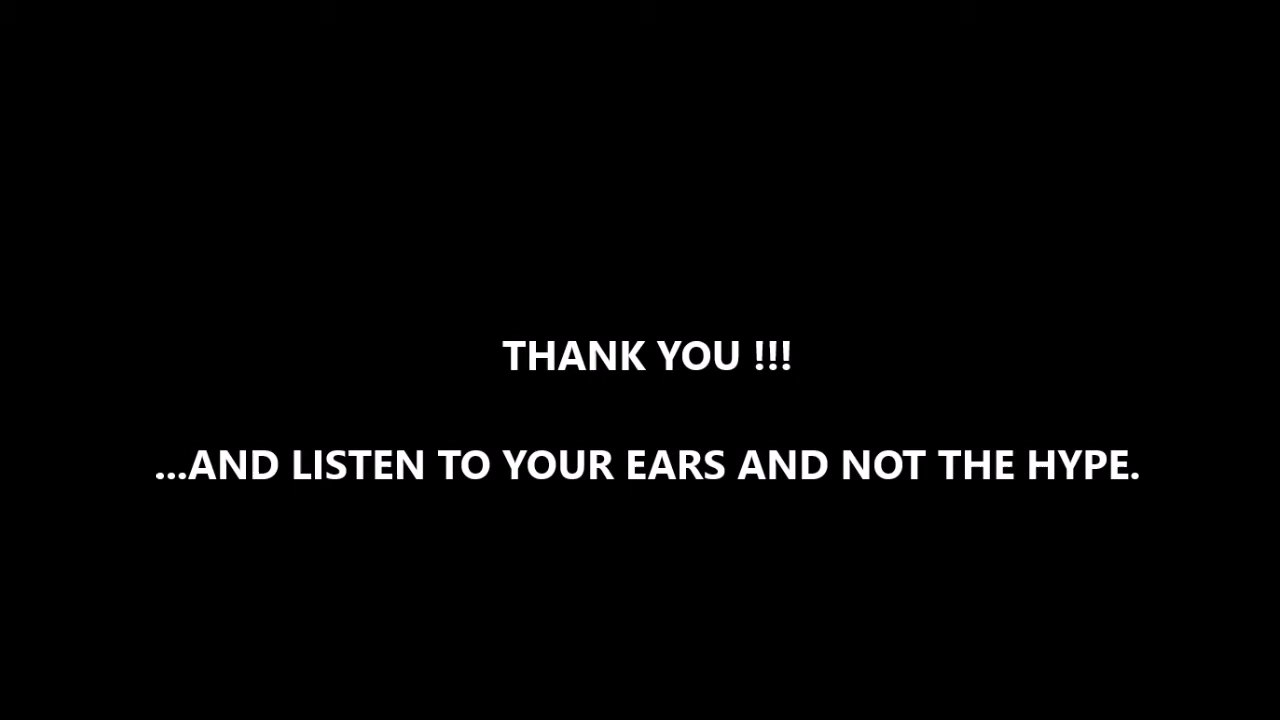 THANK YOU !!!
...AND LISTEN TO YOUR EARS AND NOT THE HYPE.